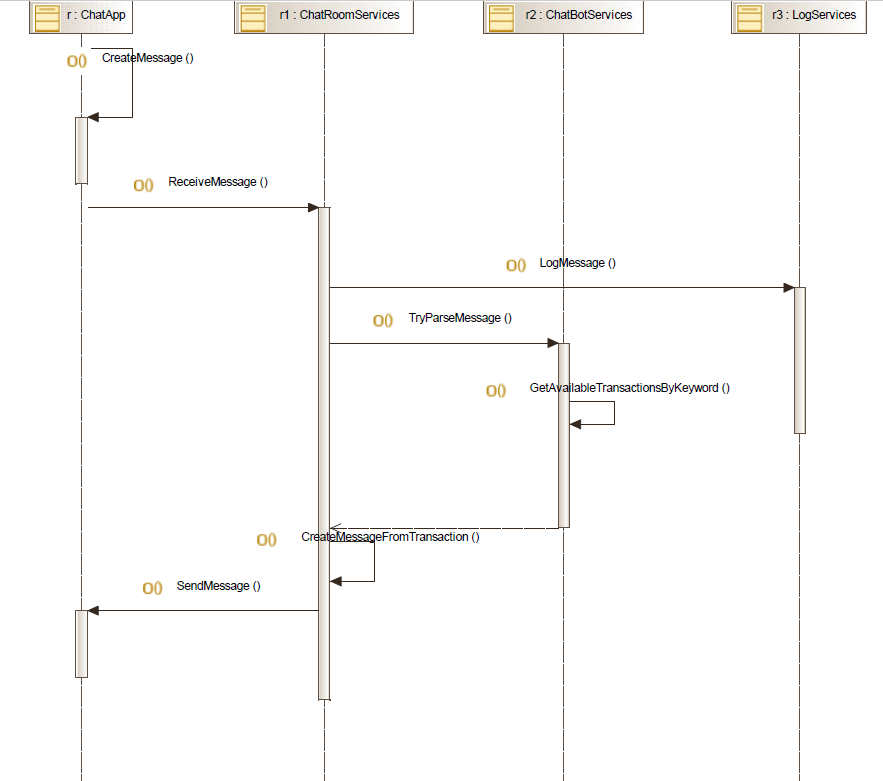 r : ChatApp
r1 : ChatRoomServices
r2 : ChatBotServices
r3 : LogServices
O() CreateMessage ()
O() ReceiveMessage ()
O() LogMessage ()
O() TryParseMessage ()
O() GetAvailableTransactionsByKeyword ()
O() CreateMessageFromTransaction ()
O() SendMessage ()